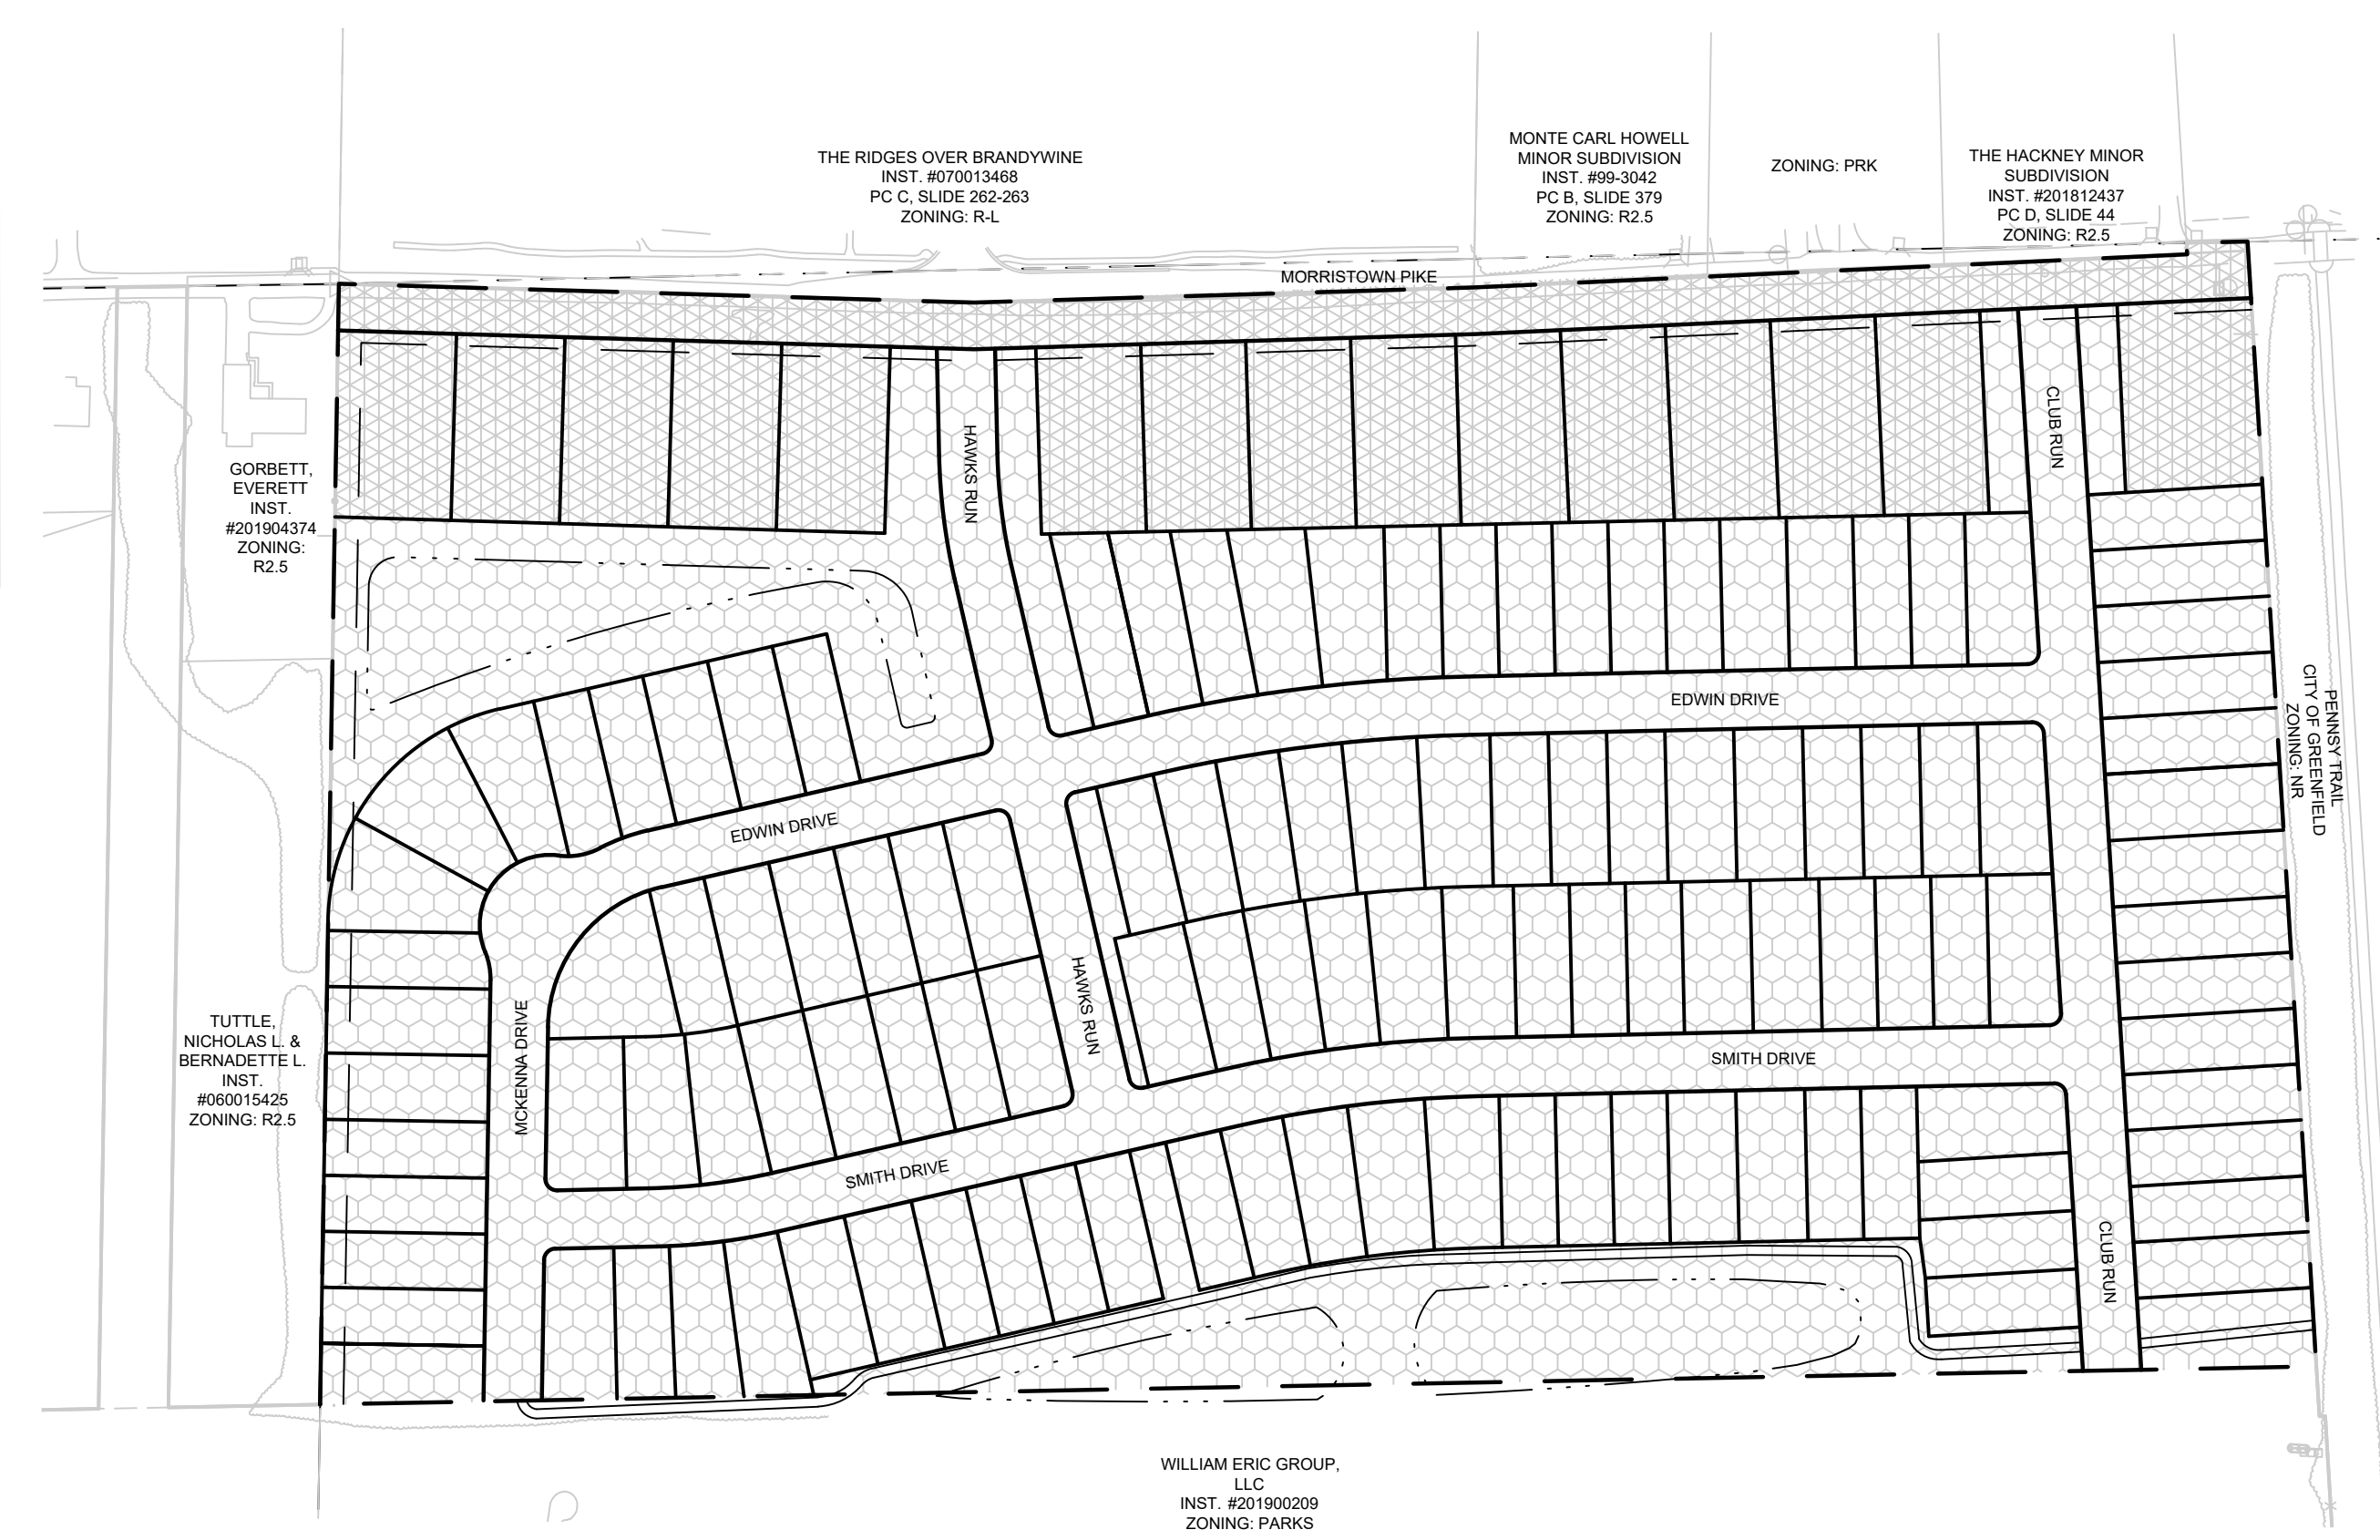 THE RIDGES OVER BRANDYWINE
INST. #070013468
PC C, SLIDE 262-263
ZONING: R-L
MONTE CARL HOWELL
MINOR SUBDIVISION
INST. #99-3042
PC B, SLIDE 379
ZONING: R2.5
ZONING: PRK
THE HACKNEY MINOR
SUBDIVISION
INST. #201812437
PC D, SLIDE 44
ZONING: R2.5
MORRISTOWN PIKE
HAWKS RUN
CLUB RUN
GORBETT,
EVERETT
INST.
#201904374
ZONING:
R2.5
EDWIN DRIVE
PENNSY TRAIL
CITY OF GREENFIELD
ZONING: NR
EDWIN DRIVE
HAWKS RUN
MCKENNA DRIVE
TUTTLE,
NICHOLAS L. &
BERNADETTE L.
INST.
#060015425
ZONING: R2.5
SMITH DRIVE
SMITH DRIVE
CLUB RUN
WILLIAM ERIC GROUP,
LLC
INST. #201900209
ZONING: PARKS